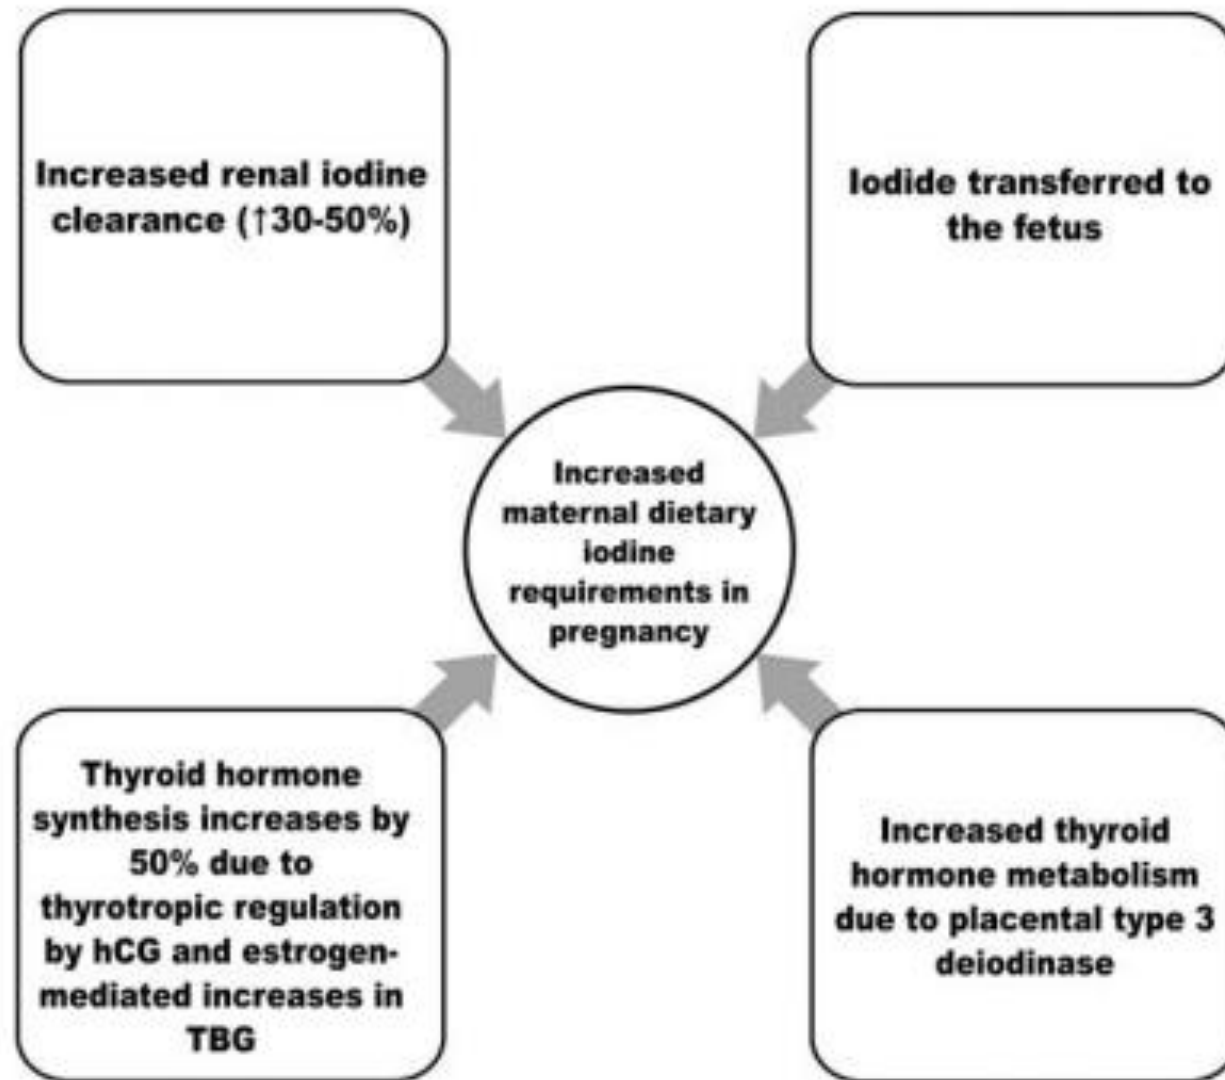 Increased renal iodine
clearance (↑30-50%)
Iodide transferred to
the fetus
Increased
maternal dietary
iodine
requirements in
pregnancy
Thyroid hormone
synthesis increases by
50% due to
thyrotropic regulation
by hCG and estrogen-
mediated increases in
TBG
Increased thyroid
hormone metabolism
due to placental type 3
deiodinase